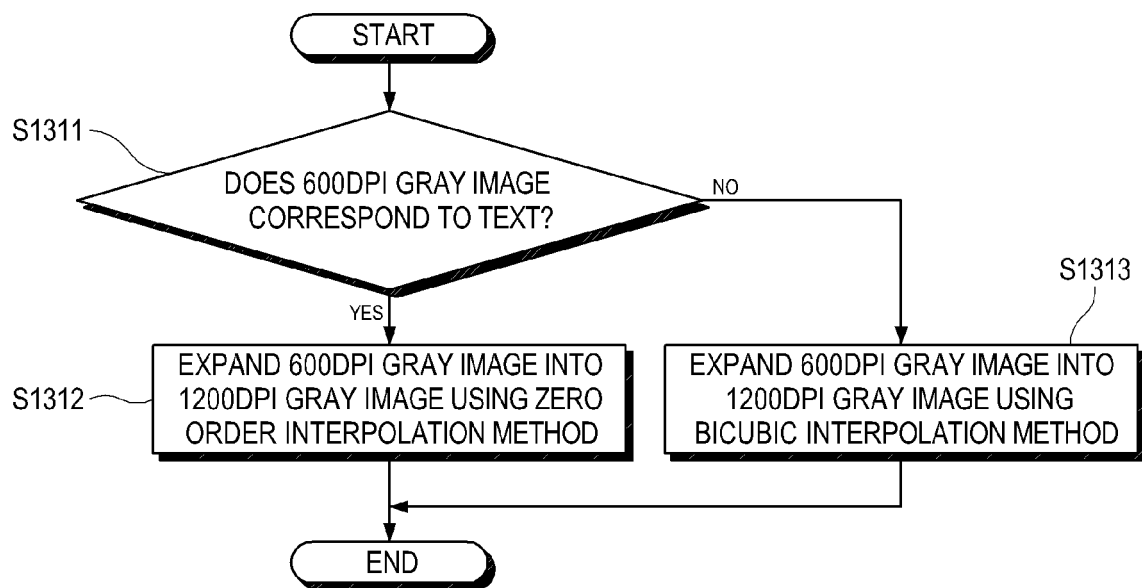 START
S1311
DOES 600DPI GRAY IMAGE
CORRESPOND TO TEXT?
NO
YES
S1313
S1312
EXPAND 600DPI GRAY IMAGE INTO
1200DPI GRAY IMAGE USING ZERO
ORDER INTERPOLATION METHOD
EXPAND 600DPI GRAY IMAGE INTO
1200DPI GRAY IMAGE USING
BICUBIC INTERPOLATION METHOD
END